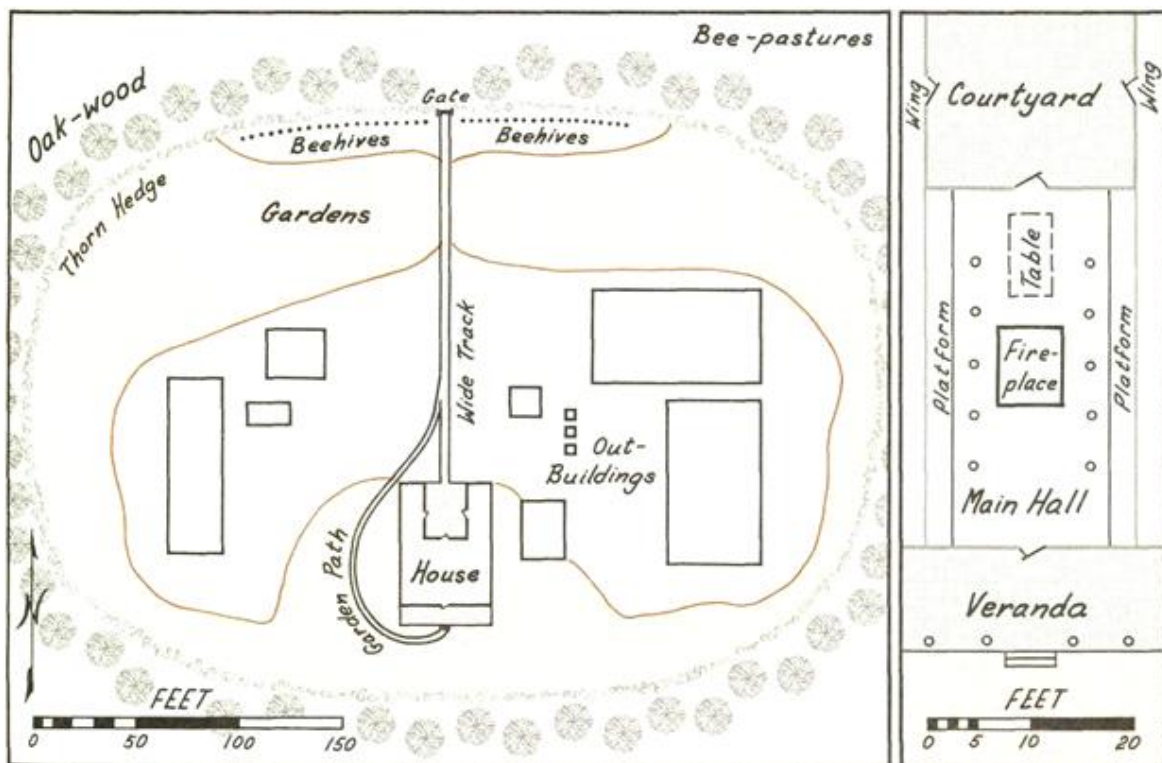 Bee-pastures
Oak-wood
Gate
Beehives
Beehives
Thorn Hedge
Gardens
Wide Track
Out-
Buildings
Garden Path
House
N
FEET
0 50 100 150
Wing
Courtyard
Wing
Table
Platform
Fire-
place
Platform
Main Hall
Veranda
FEET
0 5 10 20